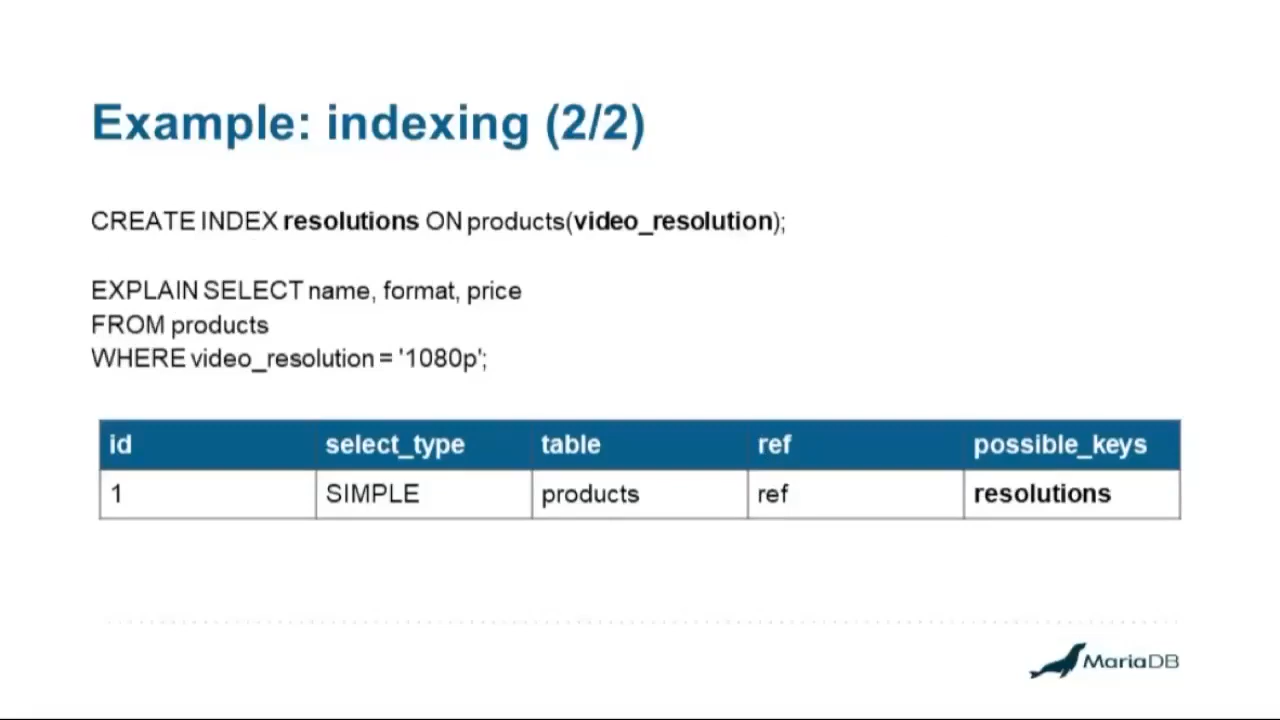 Example: indexing (2/2)
CREATE INDEX resolutions ON products(video_resolution);
EXPLAIN SELECT name, format, price
FROM products
WHERE video_resolution = '1080p';
id select_type table ref possible_keys
1 SIMPLE products ref resolutions
MariaDB